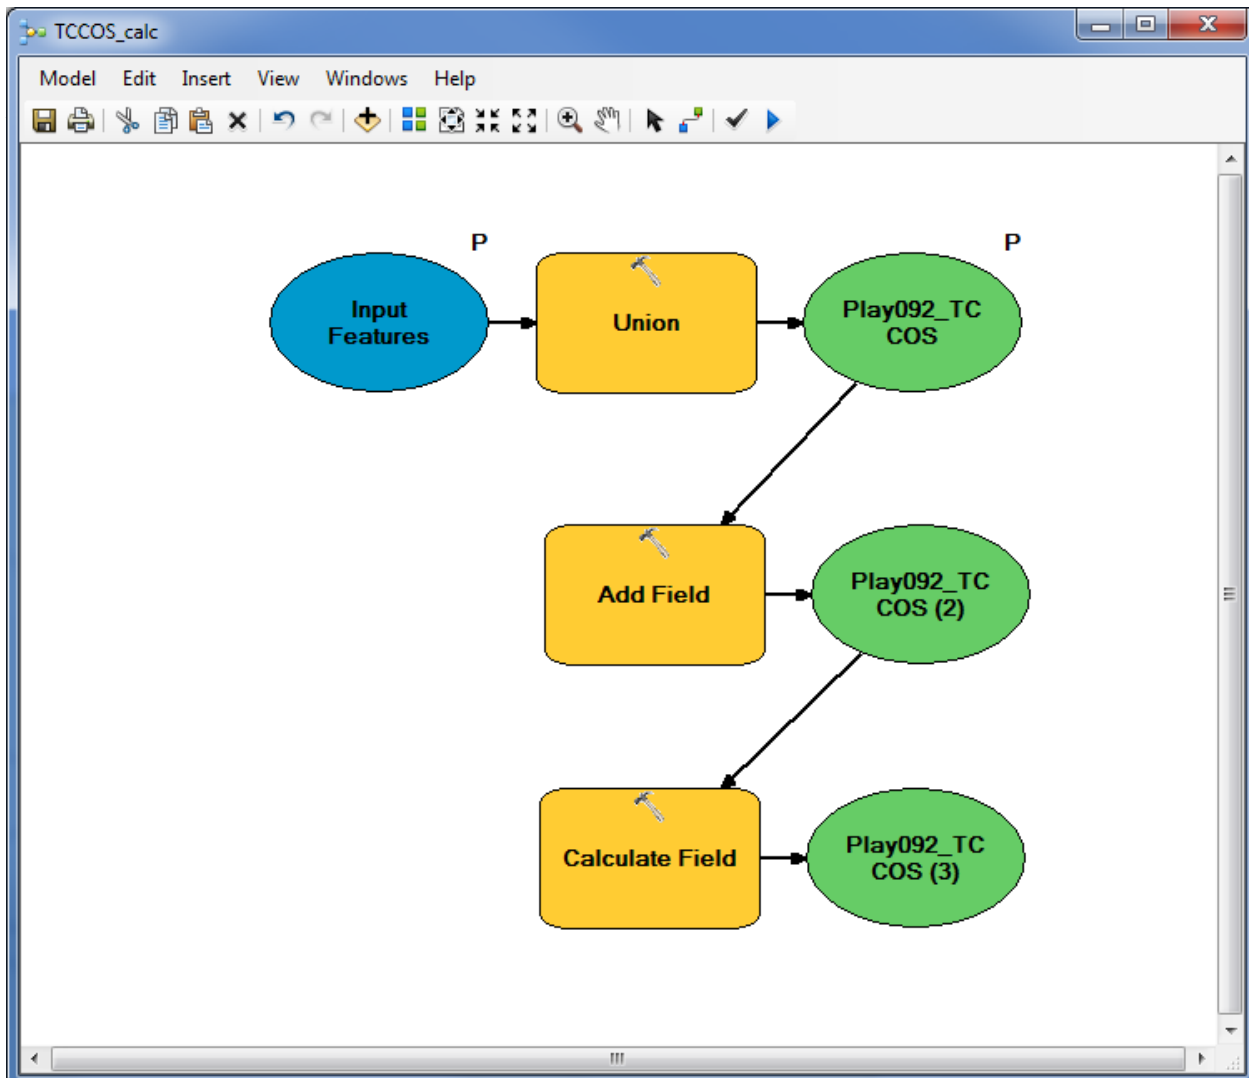 TCCOS_calc
Model Edit Insert View Windows Help
P
P
Input
Features
Union
Play092_TC
COS
Add Field
Play092_TC
COS (2)
Calculate Field
Play092_TC
COS (3)